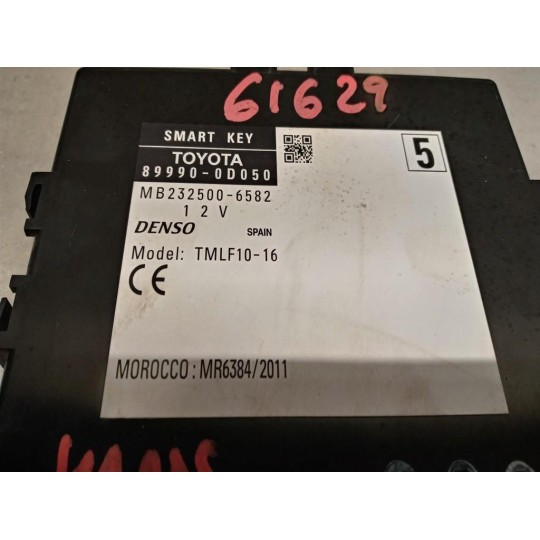 61629
SMART KEY
TOYOTA
89990-0D050
5
MB232500-6582
12V
DENSO SPAIN
Model: TMLF10-16
CE
MOROCCO: MR6384/2011